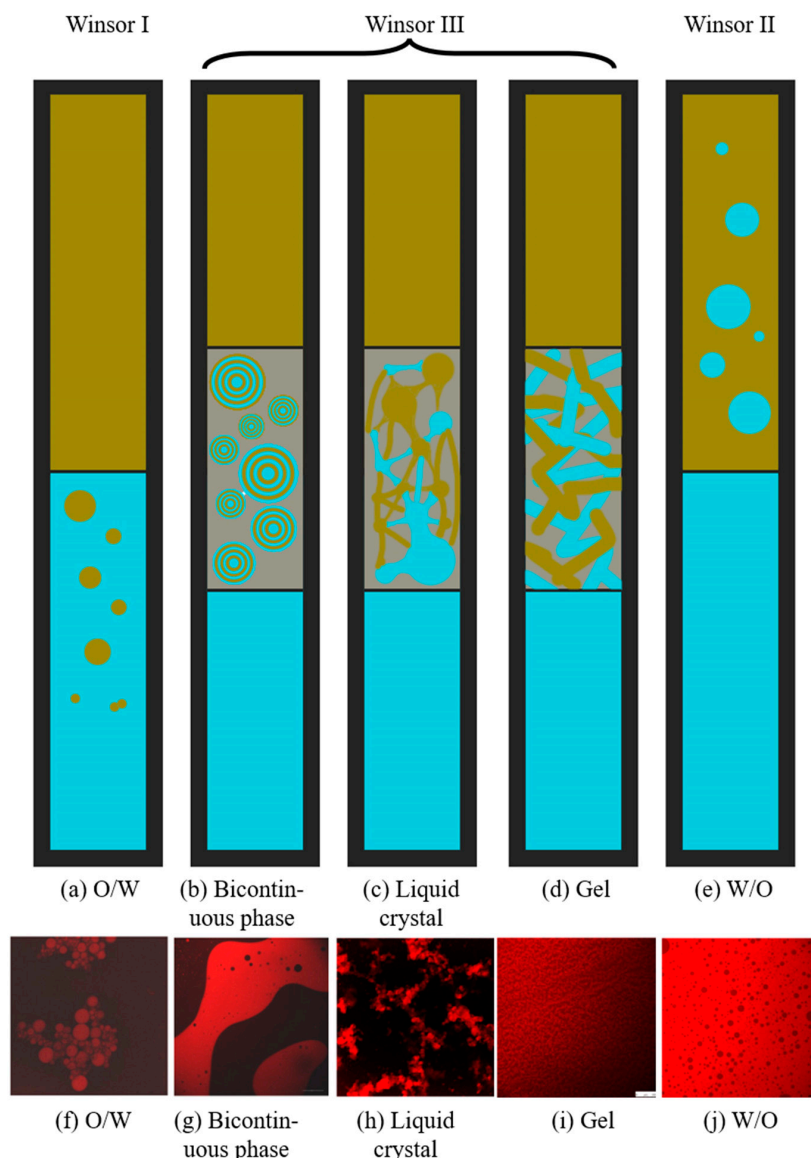 Winsor I
Winsor III
Winsor II
(a) O/W
(b) Bicontin-
uous phase
(c) Liquid
crystal
(d) Gel
(e) W/O
(f) O/W
(g) Bicontin-
uous phase
(h) Liquid
crystal
(i) Gel
(j) W/O